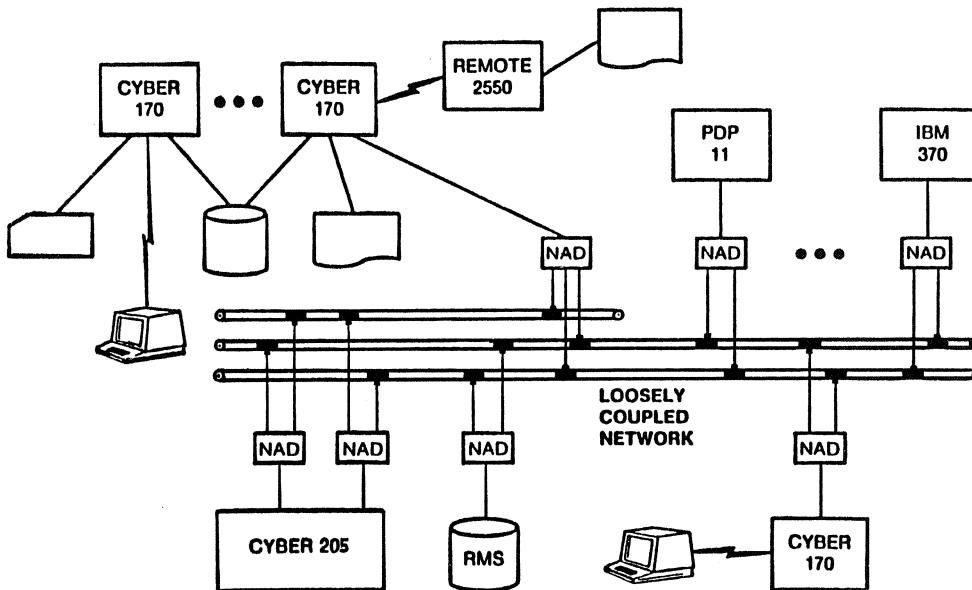 REMOTE
2550
CYBER
170
CYBER
170
PDP
11
IBM
370
NAD
NAD
NAD
LOOSELY
COUPLED
NETWORK
NAD
NAD
NAD
NAD
CYBER 205
RMS
CYBER
170